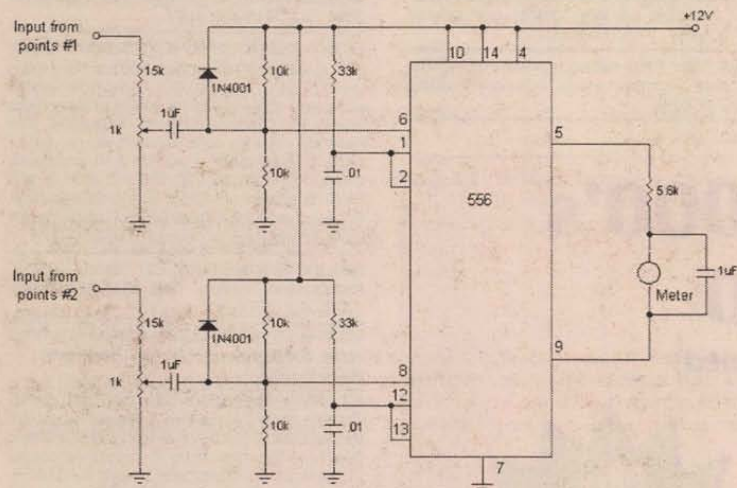 +12V
Input from
points #1
10
14
4
15k
10k
33k
1N4001
1uF
1k
6
1
5
10k
.01
2
5.6k
556
Input from
points #2
1uF
Meter
15k
10k
33k
1N4001
1uF
9
1k
8
12
10k
.01
13
7